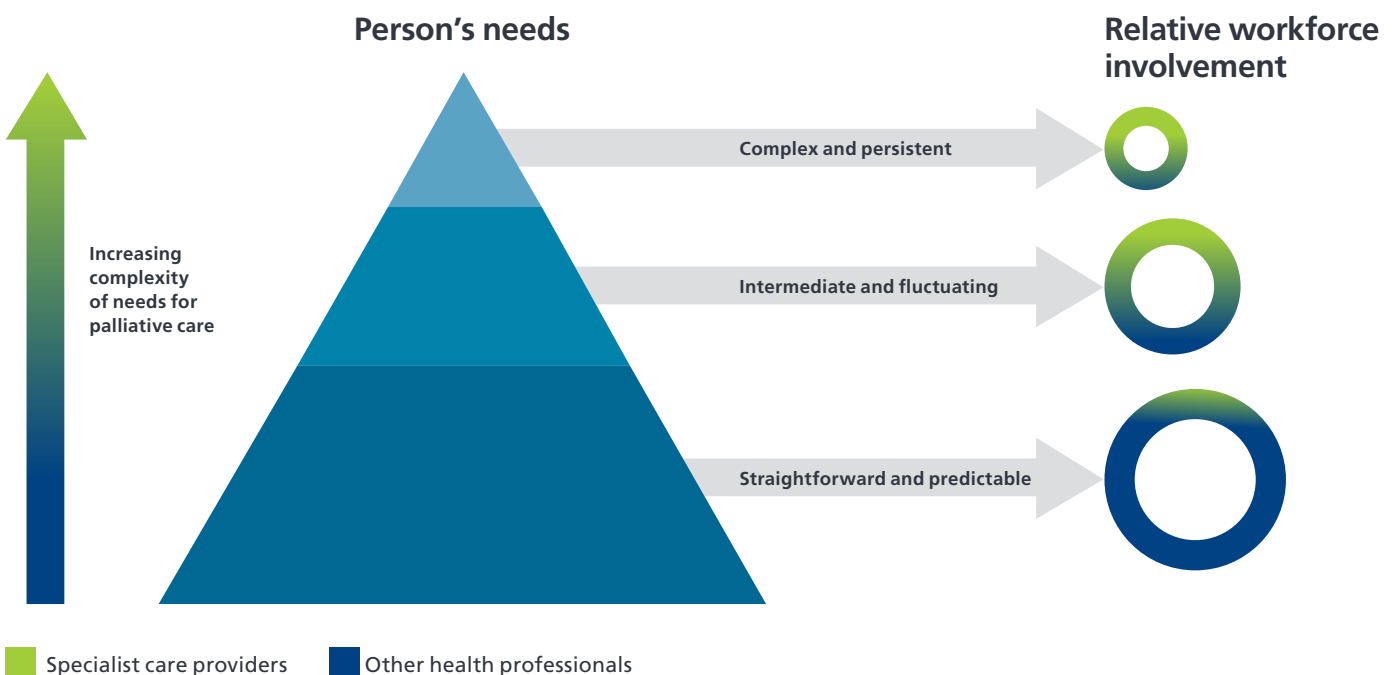 Person's needs
Relative workforce
involvement
Complex and persistent
Increasing
complexity
of needs for
palliative care
Intermediate and fluctuating
Straightforward and predictable
Specialist care providers
Other health professionals